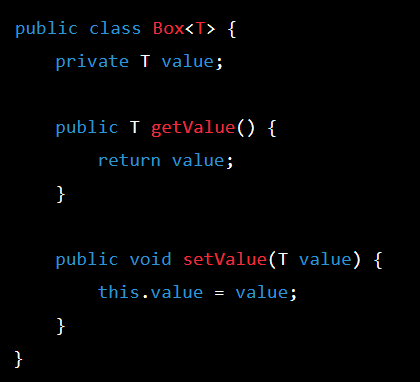 public class Box<T> {
    private T value;

    public T getValue() {
        return value;
    }

    public void setValue(T value) {
        this.value = value;
    }
}